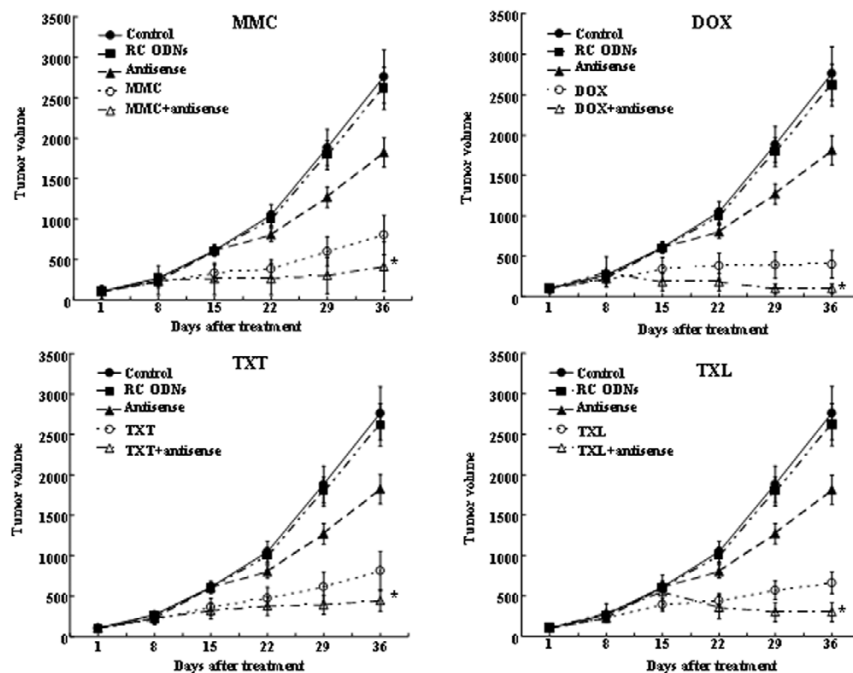 MMC
3500
3000
2500
2000
1500
1000
500
0
Tumor volume
Control
RC ODNs
Antisense
MMC
MMC+antisense
*
1 8 15 22 29 36
Days after treatment
DOX
3500
3000
2500
2000
1500
1000
500
0
Tumor volume
Control
RC ODNs
Antisense
DOX
DOX+antisense
*
1 8 15 22 29 36
Days after treatment
TXT
3500
3000
2500
2000
1500
1000
500
0
Tumor volume
Control
RC ODNs
Antisense
TXT
TXT+antisense
*
1 8 15 22 29 36
Days after treatment
TXL
3500
3000
2500
2000
1500
1000
500
0
Tumor volume
Control
RC ODNs
Antisense
TXL
TXL+antisense
*
1 8 15 22 29 36
Days after treatment